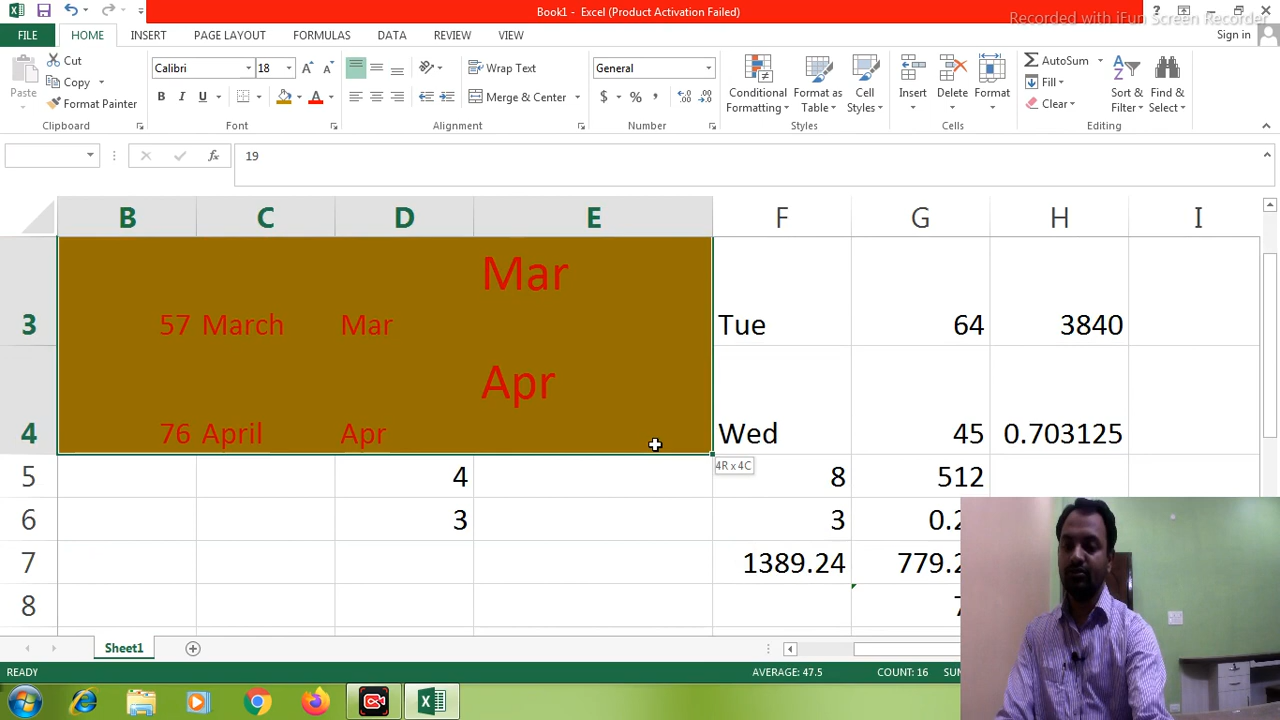 Book1 - Excel (Product Activation Failed)
Recorded with iFun Screen Recorder
FILE HOME INSERT PAGE LAYOUT FORMULAS DATA REVIEW VIEW Sign in
Paste
Cut
Copy
Format Painter
Clipboard
Calibri 18
B I U
Font
Wrap Text
Merge & Center
Alignment
General
$ % ,
Number
Conditional Formatting
Format as Table
Cell Styles
Styles
Insert
Delete
Format
Cells
AutoSum
Fill
Clear
Sort & Filter
Find & Select
Editing
fx 19
B C D E F G H I
3 57 March Mar Mar Tue 64 3840
4 76 April Apr Apr Wed 45 0.703125
4R x 4C
5 4 8 512
6 3 3
7 1389.24
8
Sheet1
READY AVERAGE: 47.5 COUNT: 16